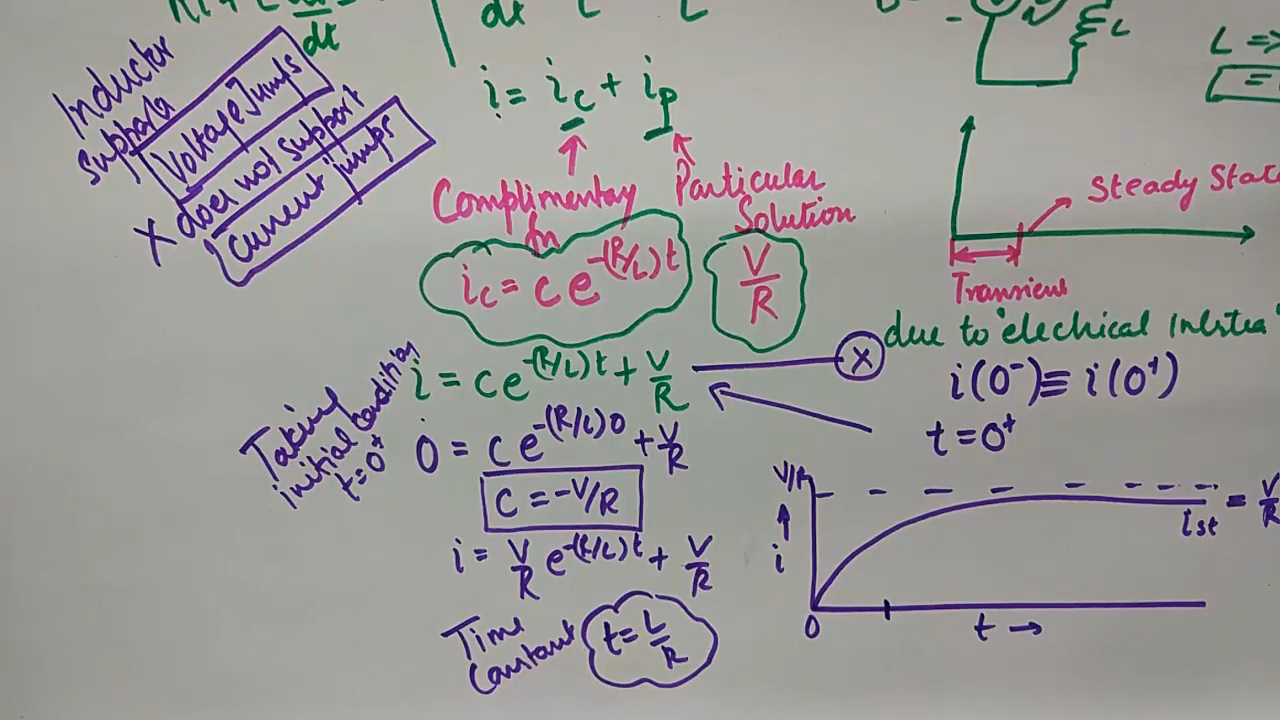 dt
dt L L
L
L =>
=
Inductor
Supports
Voltage Jumps
X does not support
Current jumps
i = ic + ip
Complimentary
fn
Particular
Solution
ic = ce^-(R/L)t
V/R
Steady State
Transient
due to electrical Inertia
i = ce^-(R/L)t + V/R
X
i(0⁻) ≡ i(0⁺)
t = 0⁺
Taking
initial condition
t = 0⁺
0 = ce^-(R/L)0 + V/R
C = -V/R
i = V/R e^-(R/L)t + V/R
Time
Constant
t = L/R
V/R
i
0
t →
ist = V/R